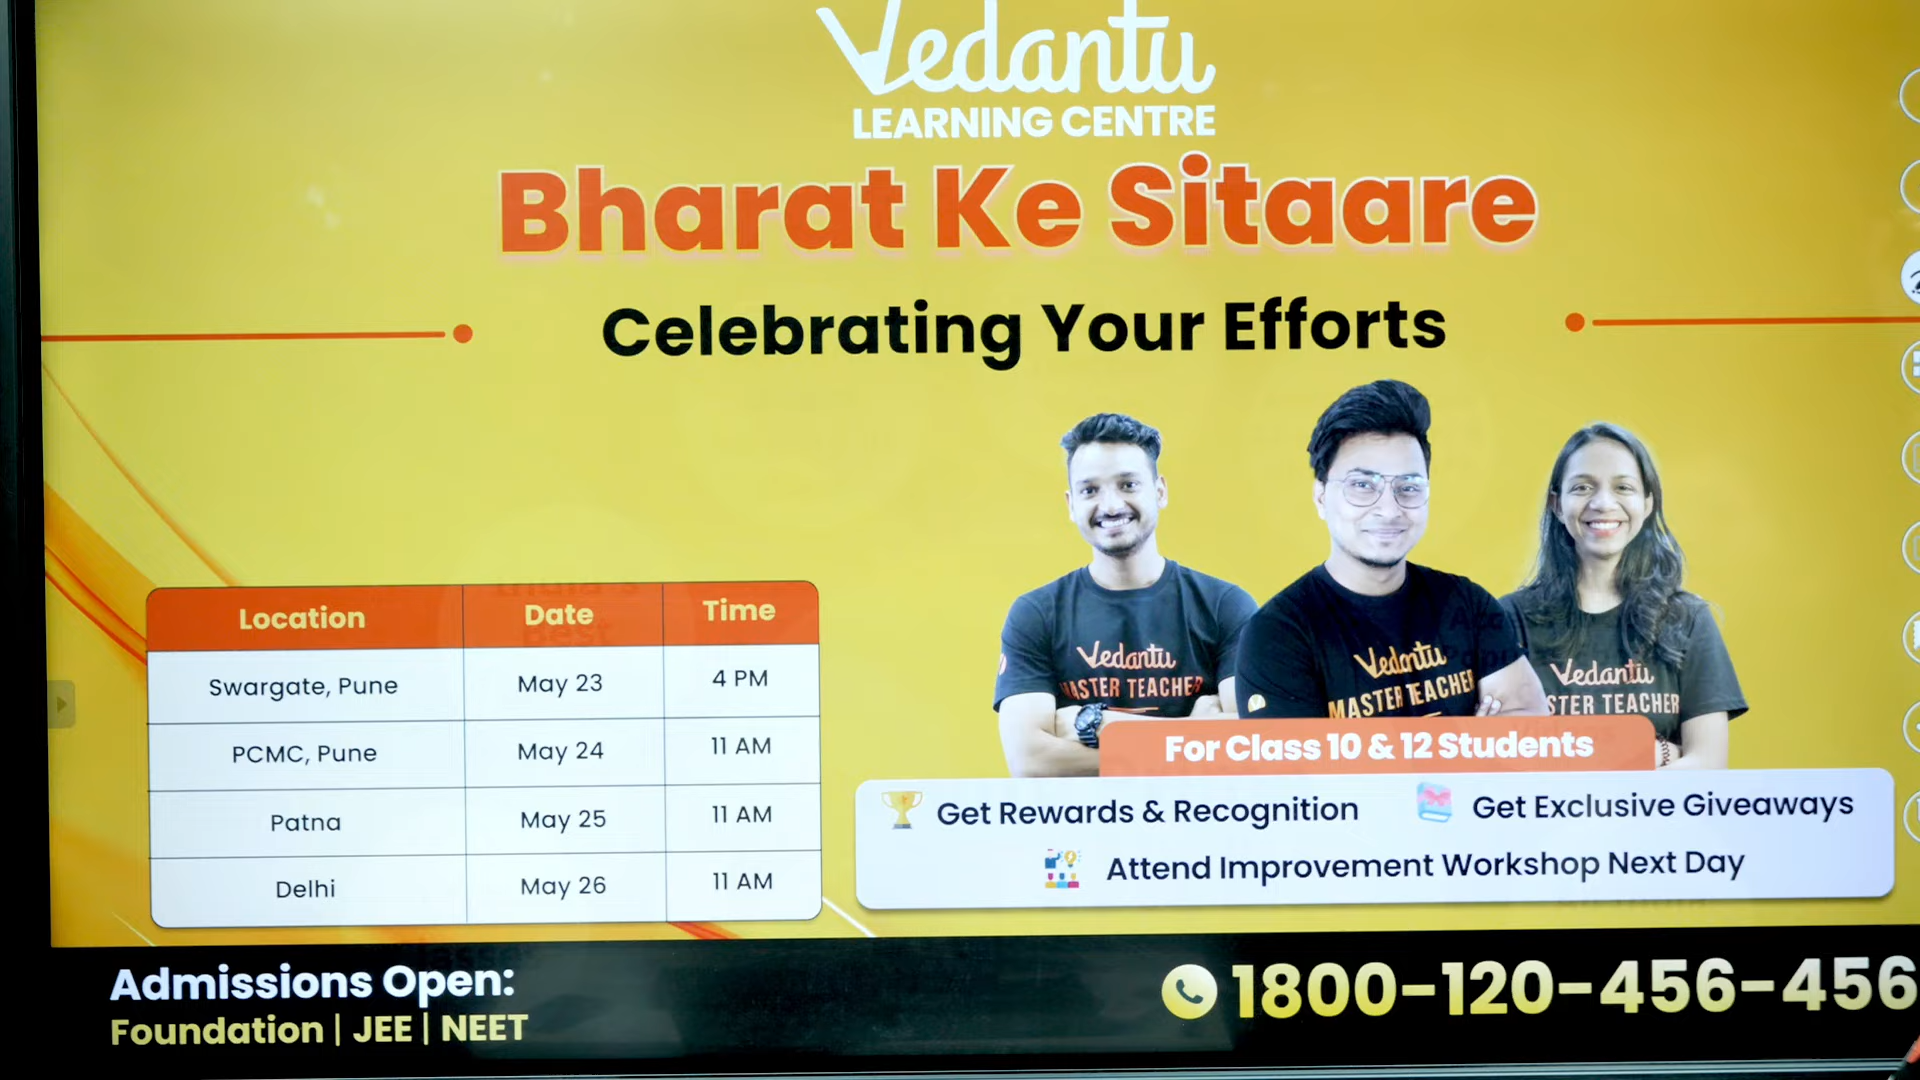 Vedantu
LEARNING CENTRE
Bharat Ke Sitaare
Celebrating Your Efforts
Location Date Time
Swargate, Pune May 23 4 PM
PCMC, Pune May 24 11 AM
Patna May 25 11 AM
Delhi May 26 11 AM
Vedantu
MASTER TEACHER
Vedantu
MASTER TEACHER
Vedantu
STER TEACHER
For Class 10 & 12 Students
Get Rewards & Recognition
Get Exclusive Giveaways
Attend Improvement Workshop Next Day
Admissions Open:
Foundation | JEE | NEET
1800-120-456-456